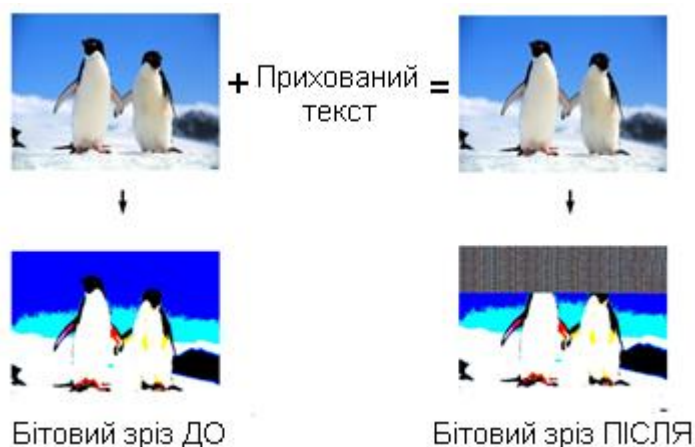 + Прихований =
текст
Бітовий зріз ДО
Бітовий зріз ПІСЛЯ